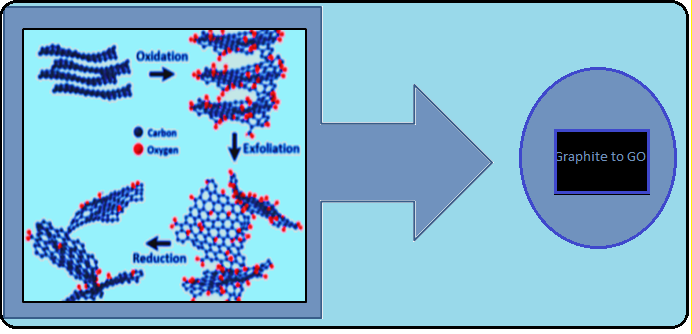 Oxidation
Carbon
Oxygen
Exfoliation
Reduction
Graphite to GO